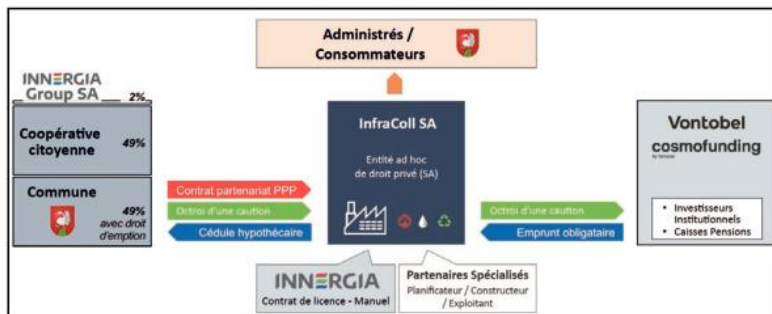 Administrés /
Consommateurs
INNERGIA
Group SA 2%
Coopérative
citoyenne 49%
Commune
49%
avec droit
d'emption
Contrat partenariat PPP
Octroi d'une caution
Cédule hypothécaire
InfraColl SA
Entité ad hoc
de droit privé (SA)
Octroi d'une caution
Emprunt obligataire
Vontobel
cosmofunding
• Investisseurs
Institutionnels
• Caisses Pensions
INNERGIA
Contrat de licence - Manuel
Partenaires Spécialisés
Planificateur / Constructeur
/ Exploitant